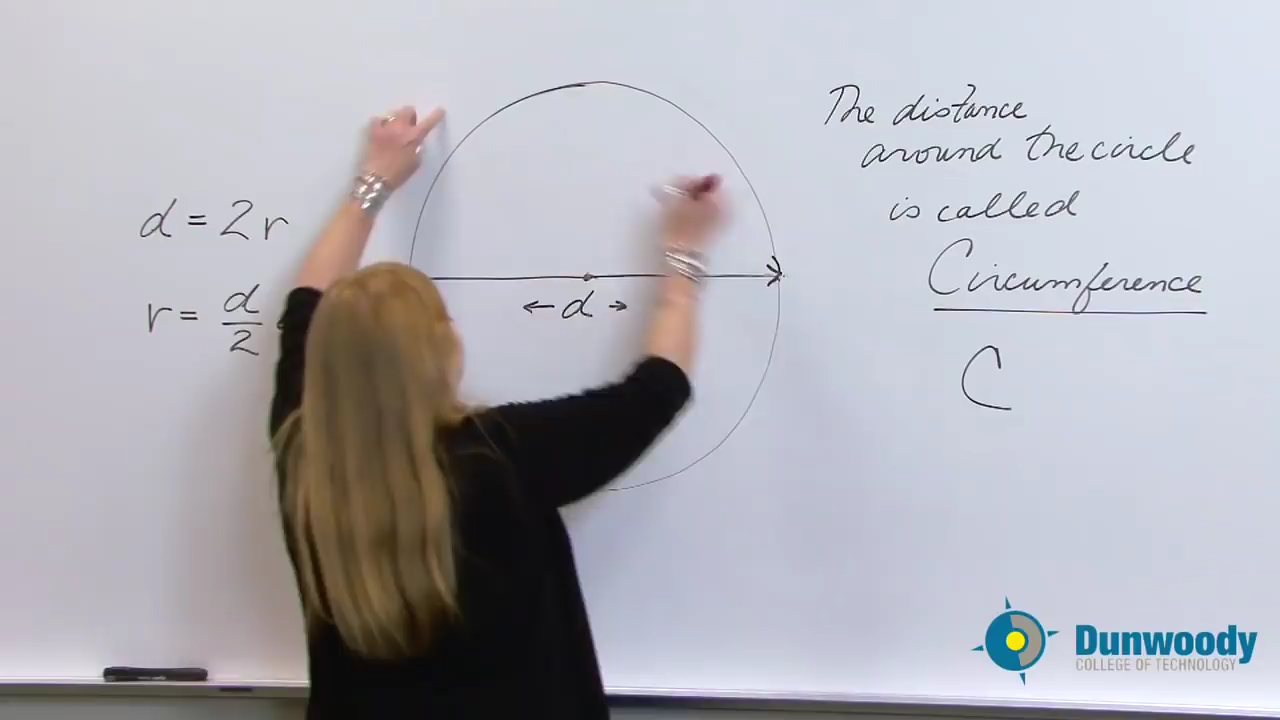 d = 2r
r = d/2
← d →
The distance
around the circle
is called
Circumference
C
Dunwoody
COLLEGE OF TECHNOLOGY